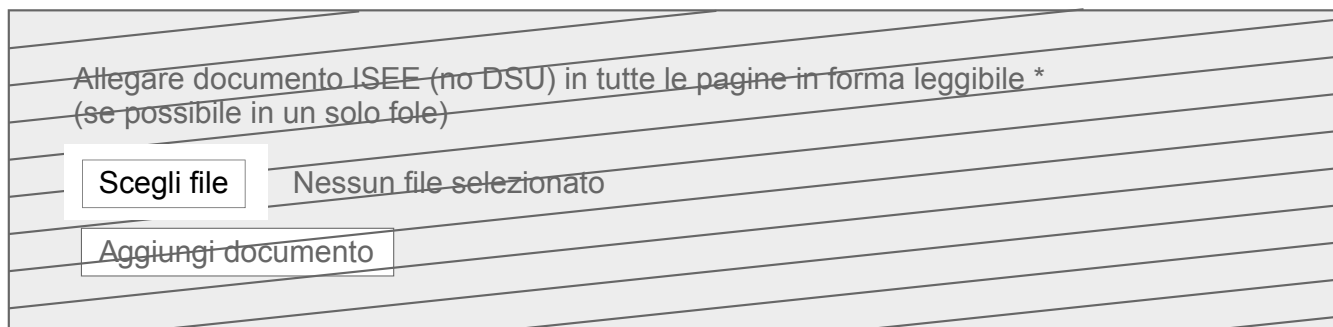 Allegare documento ISEE (no DSU) in tutte le pagine in forma leggibile *
(se possibile in un solo fole)
Scegli file Nessun file selezionato
Aggiungi documento